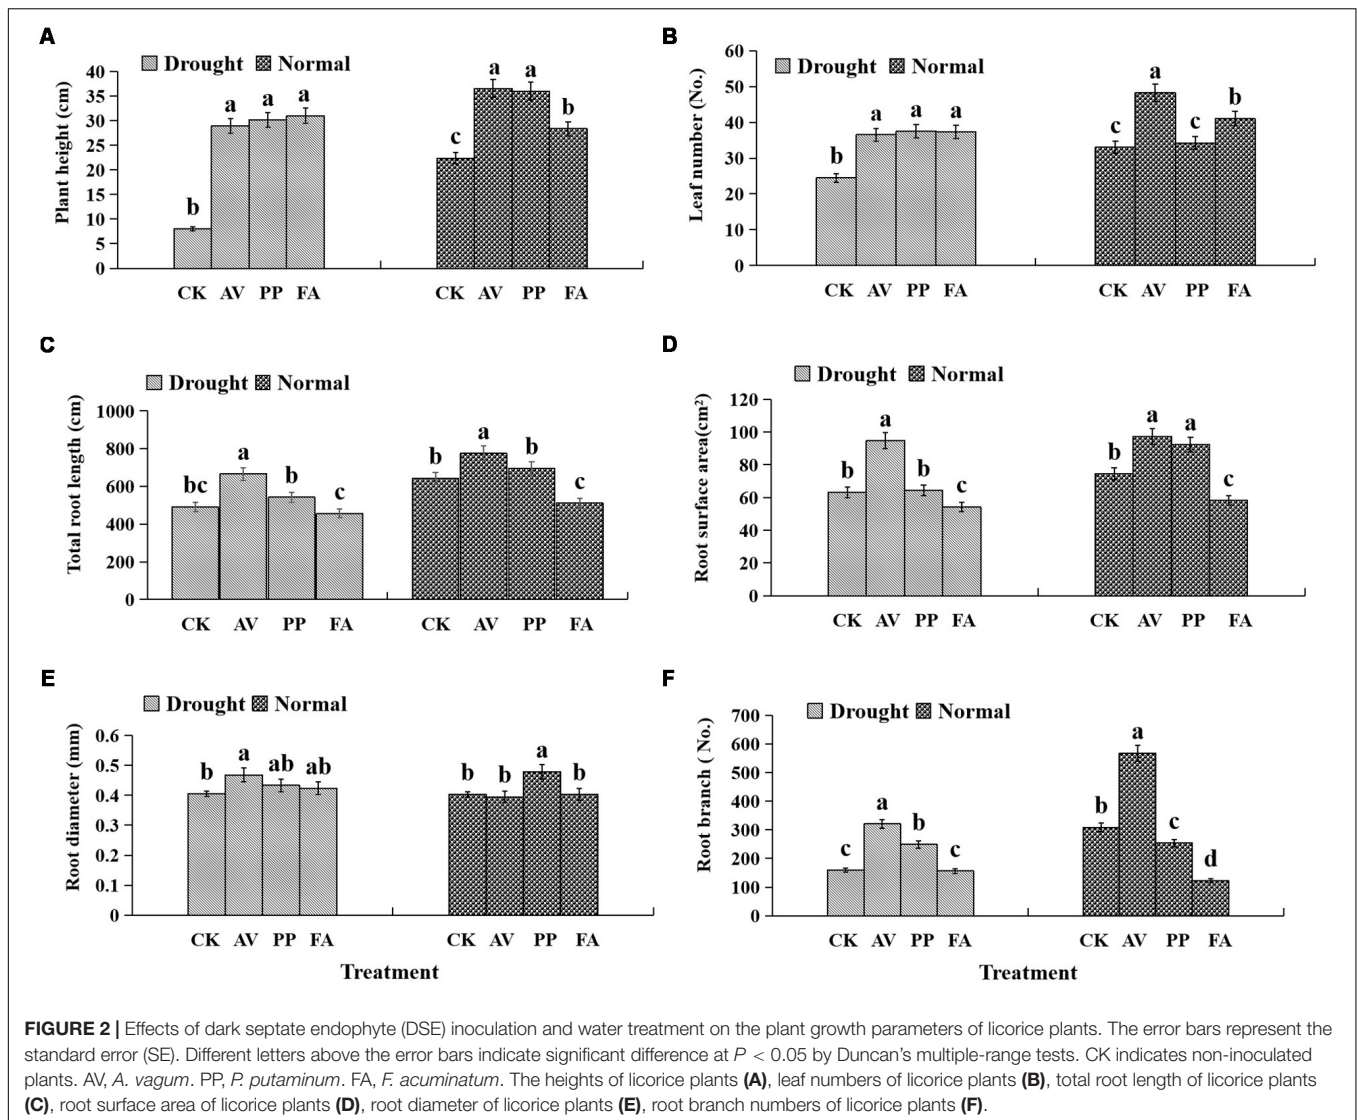 A
Drought Normal
Plant height (cm)
40
35
30
25
20
15
10
5
0
b a a a c a a b
CK AV PP FA CK AV PP FA
B
Drought Normal
Leaf number (No.)
60
50
40
30
20
10
0
b a a a c a c b
CK AV PP FA CK AV PP FA
C
Drought Normal
Total root length (cm)
1000
800
600
400
200
0
bc a b c b a b c
CK AV PP FA CK AV PP FA
D
Drought Normal
Root surface area(cm²)
120
100
80
60
40
20
0
b a b c b a a c
CK AV PP FA CK AV PP FA
E
Drought Normal
Root diameter (mm)
0.6
0.5
0.4
0.3
0.2
0.1
0
b a ab ab b b a b
CK AV PP FA CK AV PP FA
Treatment
F
Drought Normal
Root branch ( No.)
700
600
500
400
300
200
100
0
c a b c b a c d
CK AV PP FA CK AV PP FA
Treatment
FIGURE 2 | Effects of dark septate endophyte (DSE) inoculation and water treatment on the plant growth parameters of licorice plants. The error bars represent the
standard error (SE). Different letters above the error bars indicate significant difference at P < 0.05 by Duncan's multiple-range tests. CK indicates non-inoculated
plants. AV, A. vagum. PP, P. putaminum. FA, F. acuminatum. The heights of licorice plants (A), leaf numbers of licorice plants (B), total root length of licorice plants
(C), root surface area of licorice plants (D), root diameter of licorice plants (E), root branch numbers of licorice plants (F).